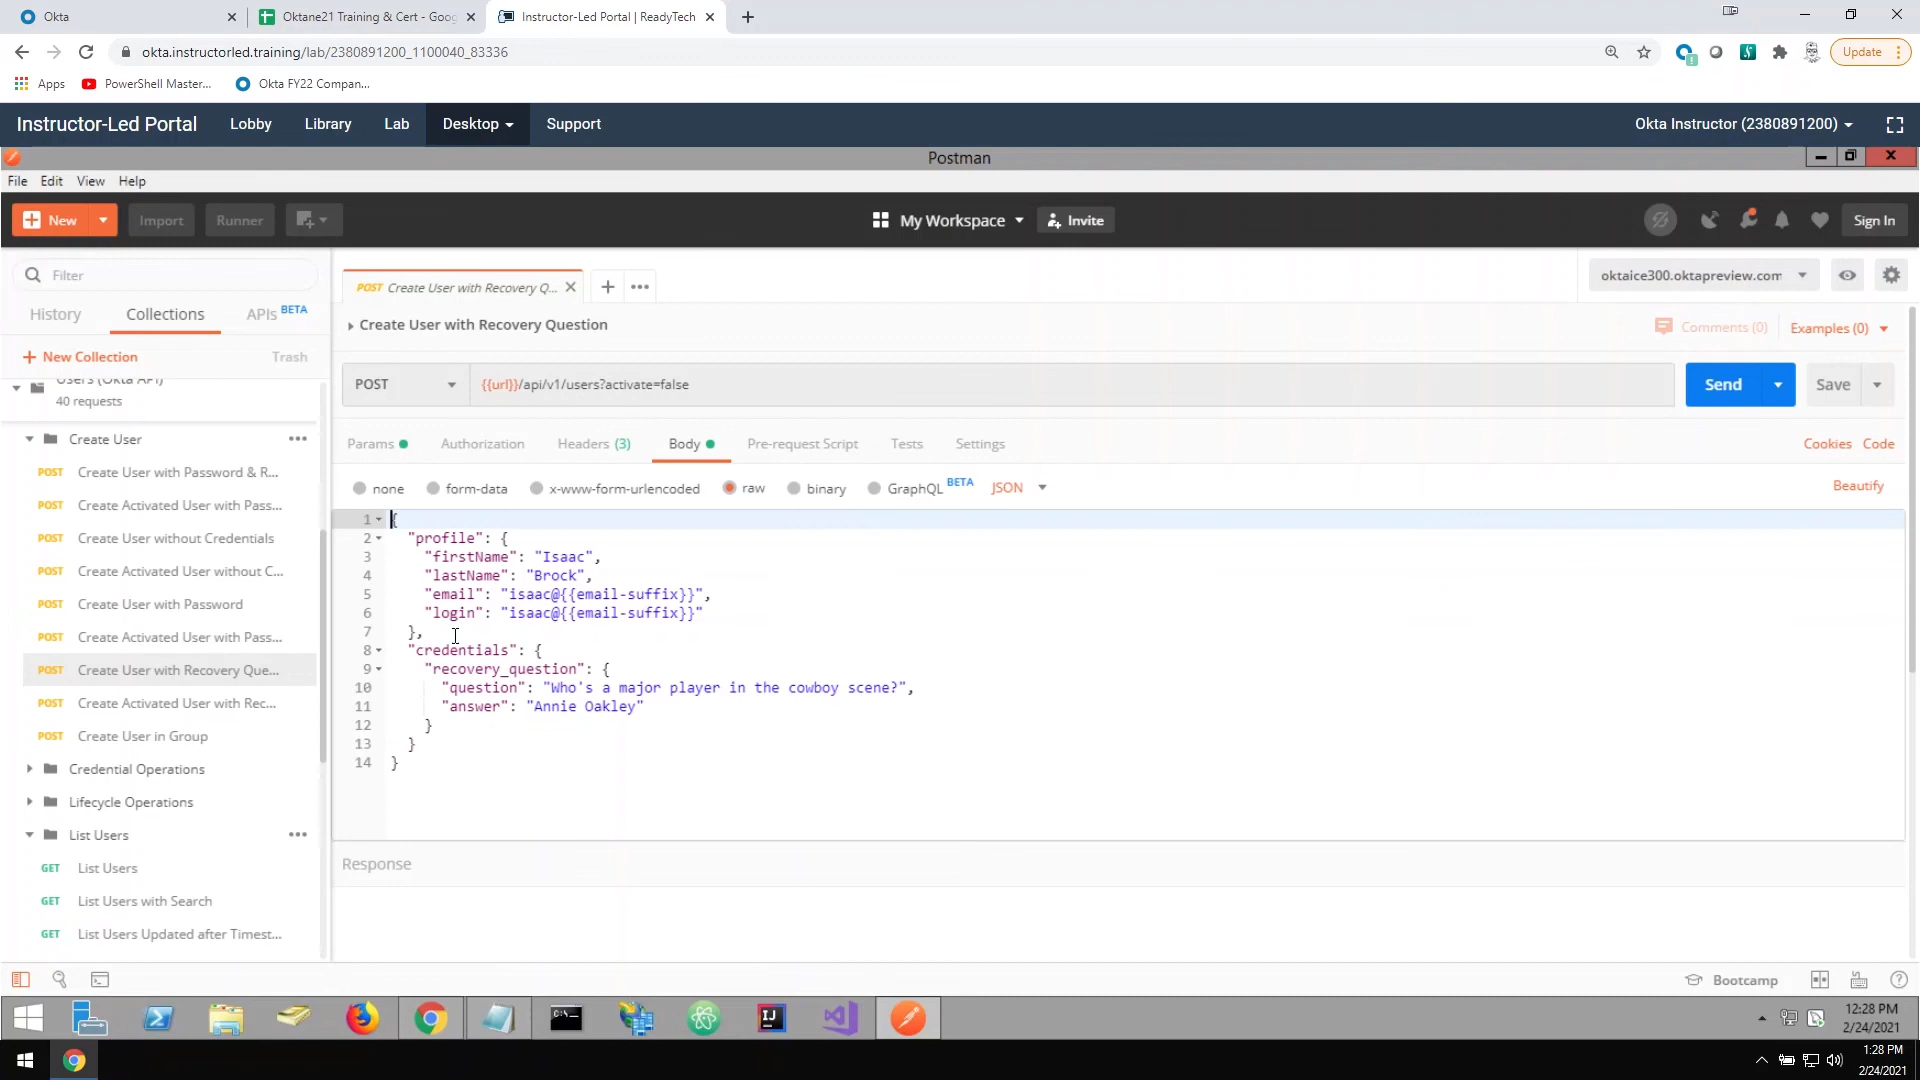 Okta
Oktane21 Training & Cert - Goog
Instructor-Led Portal | ReadyTech
okta.instructorled.training/lab/2380891200_1100040_83336
Update
Apps
PowerShell Master...
Okta FY22 Compan...
Instructor-Led Portal
Lobby
Library
Lab
Desktop
Support
Okta Instructor (2380891200)
Postman
File
Edit
View
Help
New
Import
Runner
My Workspace
Invite
Sign In
Filter
POST Create User with Recovery Q...
oktaice300.oktapreview.com
History
Collections
APIs BETA
Create User with Recovery Question
Comments (0)
Examples (0)
New Collection
Trash
Users (Okta API)
40 requests
POST
{{url}}/api/v1/users?activate=false
Send
Save
Create User
Params
Authorization
Headers (3)
Body
Pre-request Script
Tests
Settings
Cookies
Code
POST Create User with Password & R...
POST Create Activated User with Pass...
POST Create User without Credentials
POST Create Activated User without C...
POST Create User with Password
POST Create Activated User with Pass...
POST Create User with Recovery Que...
POST Create Activated User with Rec...
POST Create User in Group
Credential Operations
Lifecycle Operations
List Users
GET List Users
GET List Users with Search
GET List Users Updated after Timest...
none
form-data
x-www-form-urlencoded
raw
binary
GraphQL BETA
JSON
Beautify
1 {
2 "profile": {
3 "firstName": "Isaac",
4 "lastName": "Brock",
5 "email": "isaac@{{email-suffix}}",
6 "login": "isaac@{{email-suffix}}"
7 },
8 "credentials": {
9 "recovery_question": {
10 "question": "Who's a major player in the cowboy scene?",
11 "answer": "Annie Oakley"
12 }
13 }
14 }
Response
Bootcamp
12:28 PM
2/24/2021
1:28 PM
2/24/2021